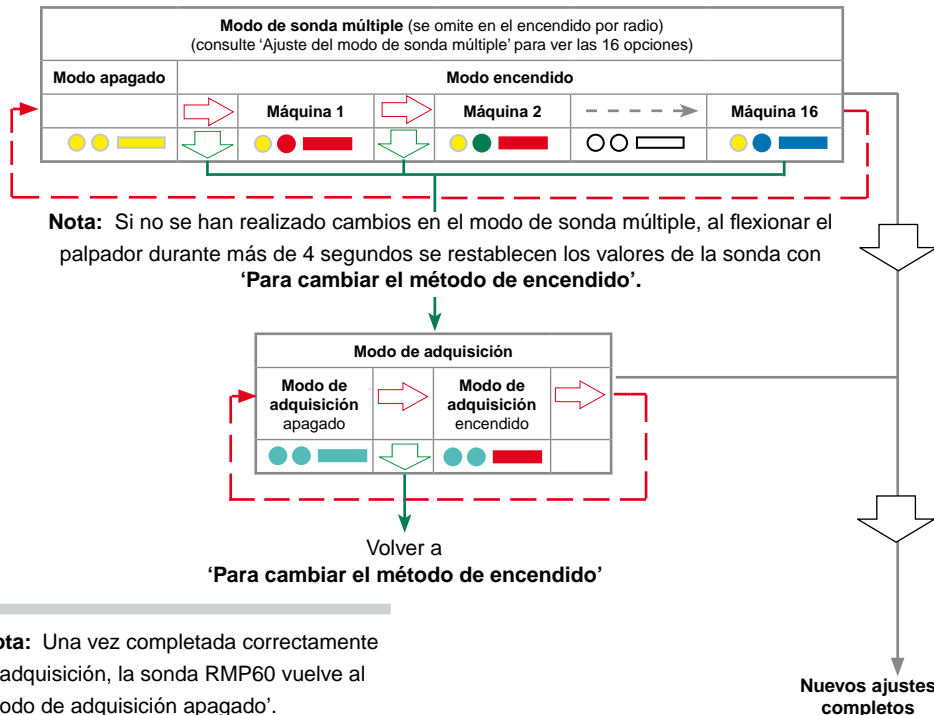 Modo de sonda múltiple (se omite en el encendido por radio)
(consulte 'Ajuste del modo de sonda múltiple' para ver las 16 opciones)
Modo apagado
Modo encendido
Máquina 1
Máquina 2
Máquina 16
Nota: Si no se han realizado cambios en el modo de sonda múltiple, al flexionar el
palpador durante más de 4 segundos se restablecen los valores de la sonda con
'Para cambiar el método de encendido'.
Modo de adquisición
Modo de
adquisición
apagado
Modo de
adquisición
encendido
Volver a
'Para cambiar el método de encendido'
ota: Una vez completada correctamente
adquisición, la sonda RMP60 vuelve al
odo de adquisición apagado'.
Nuevos ajustes
completos